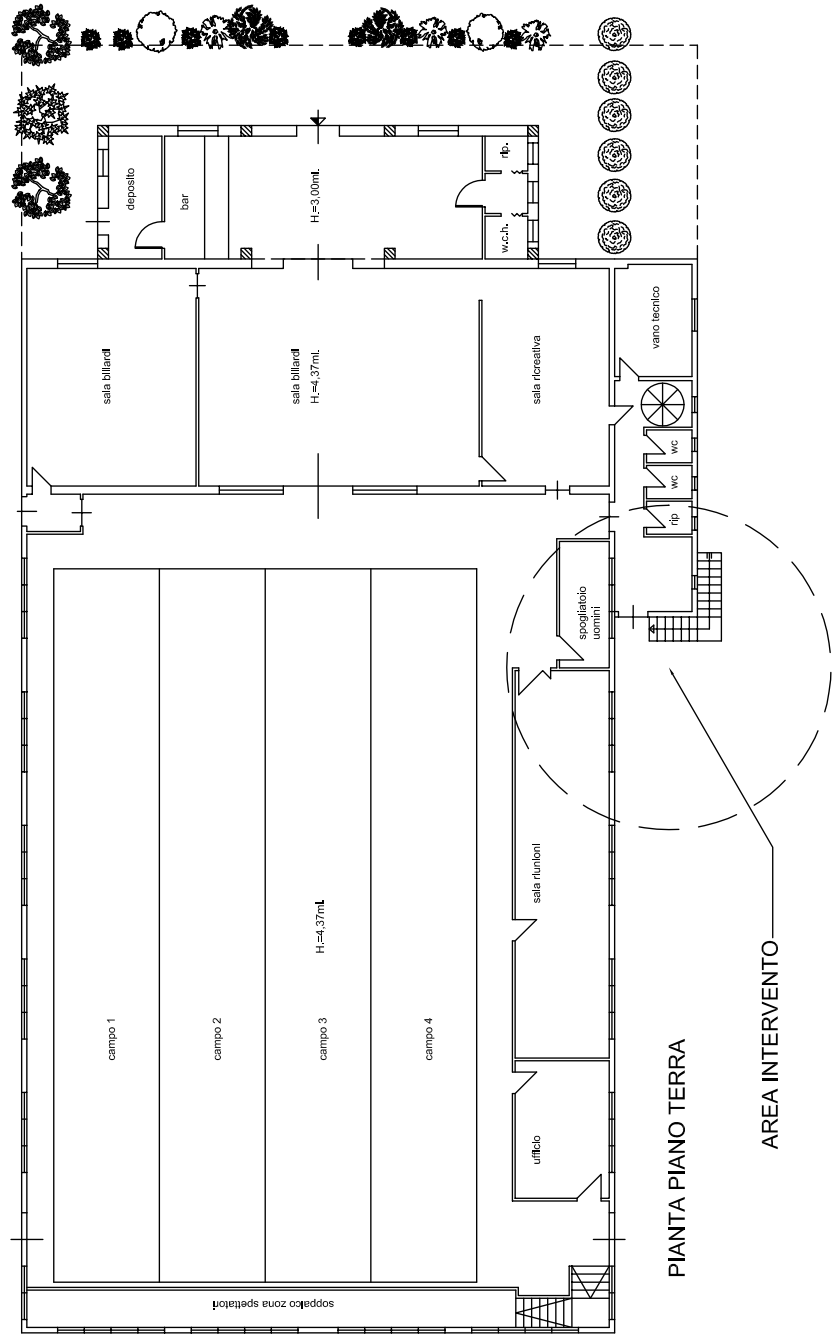 deposito
bar
H.=3,00ml.
rip.
w.c.h.
sala biliardi
sala biliardi
H.=4,37ml.
sala ricreativa
vano tecnico
wc
wc
rip
spogliatoio
uomini
campo 1
campo 2
campo 3
H.=4,37ml.
campo 4
sala riunioni
ufficio
soppalco zona spettatori
PIANTA PIANO TERRA
AREA INTERVENTO